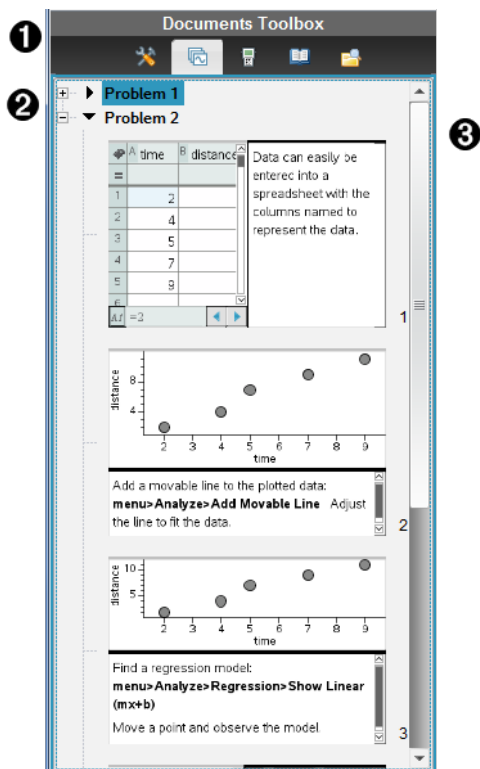 Documents Toolbox
❶
❷
❸
Problem 1
Problem 2
A time B distance
=
1 2
2 4
3 5
4 7
5 9
6
A1 =2
Data can easily be
entered into a
spreadsheet with the
columns named to
represent the data.
1
distance
8
4
2 3 4 5 6 7 8 9
time
Add a movable line to the plotted data:
menu>Analyze>Add Movable Line Adjust
the line to fit the data.
2
distance
10
5
2 3 4 5 6 7 8 9
time
Find a regression model:
menu>Analyze>Regression>Show Linear
(mx+b)
Move a point and observe the model.
3